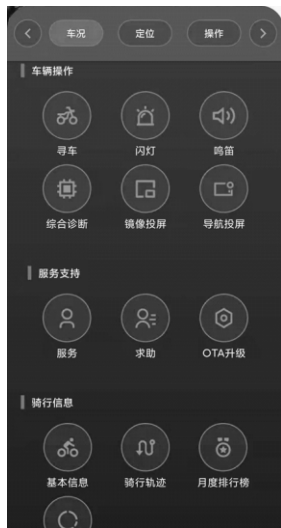 车况 定位 操作
车辆操作
寻车 闪灯 鸣笛
综合诊断 镜像投屏 导航投屏
服务支持
服务 求助 OTA升级
骑行信息
基本信息 骑行轨迹 月度排行榜